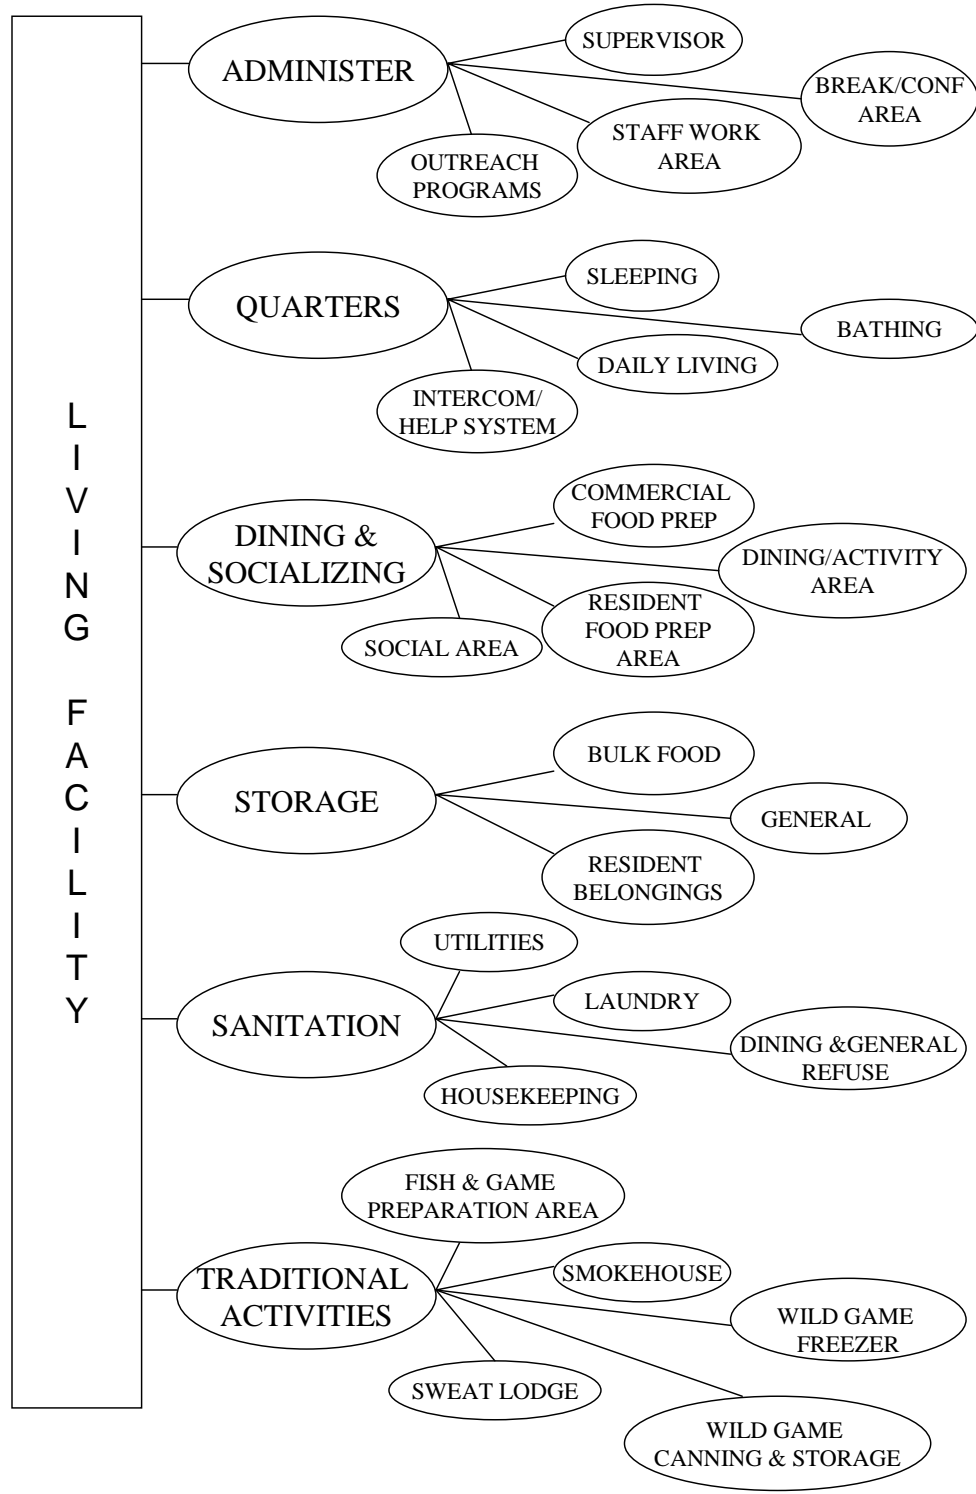 LIVING FACILITY
ADMINISTER
SUPERVISOR
BREAK/CONF
AREA
STAFF WORK
AREA
OUTREACH
PROGRAMS
QUARTERS
SLEEPING
BATHING
DAILY LIVING
INTERCOM/
HELP SYSTEM
DINING &
SOCIALIZING
COMMERCIAL
FOOD PREP
DINING/ACTIVITY
AREA
RESIDENT
FOOD PREP
AREA
SOCIAL AREA
STORAGE
BULK FOOD
GENERAL
RESIDENT
BELONGINGS
SANITATION
UTILITIES
LAUNDRY
DINING &GENERAL
REFUSE
HOUSEKEEPING
TRADITIONAL
ACTIVITIES
FISH & GAME
PREPARATION AREA
SMOKEHOUSE
WILD GAME
FREEZER
SWEAT LODGE
WILD GAME
CANNING & STORAGE